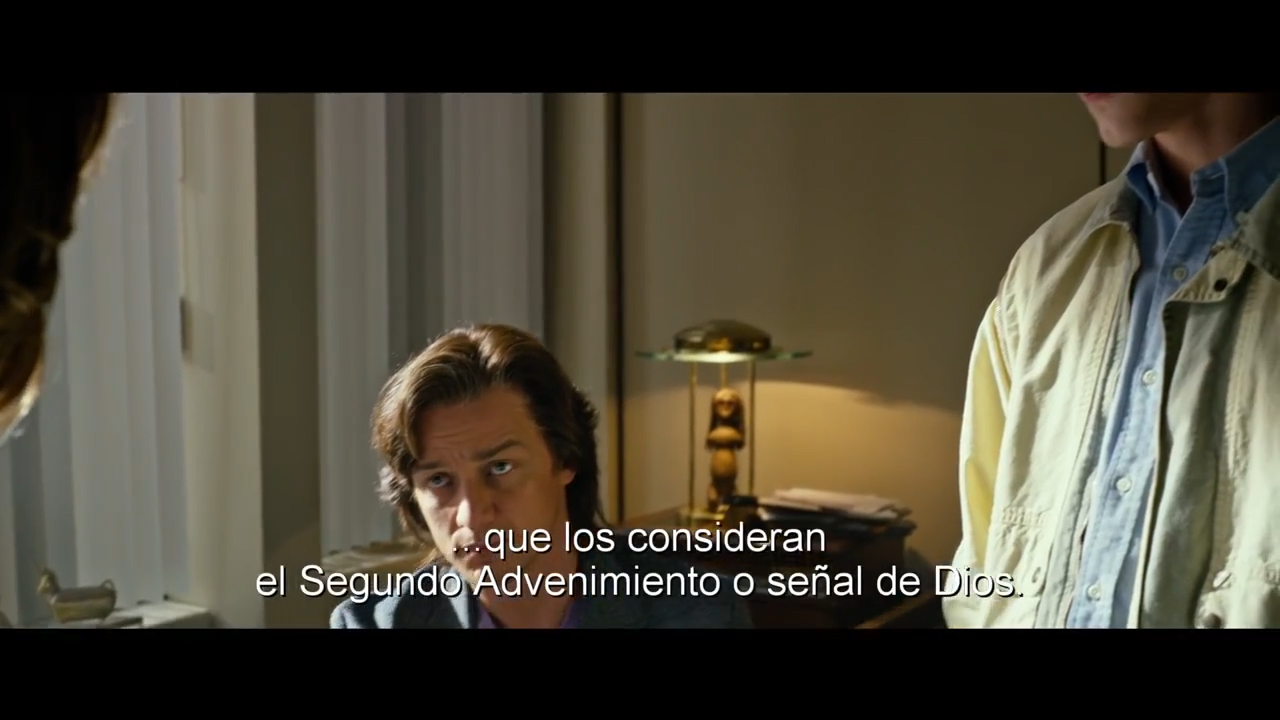 ...que los consideran
el Segundo Advenimiento o señal de Dios.